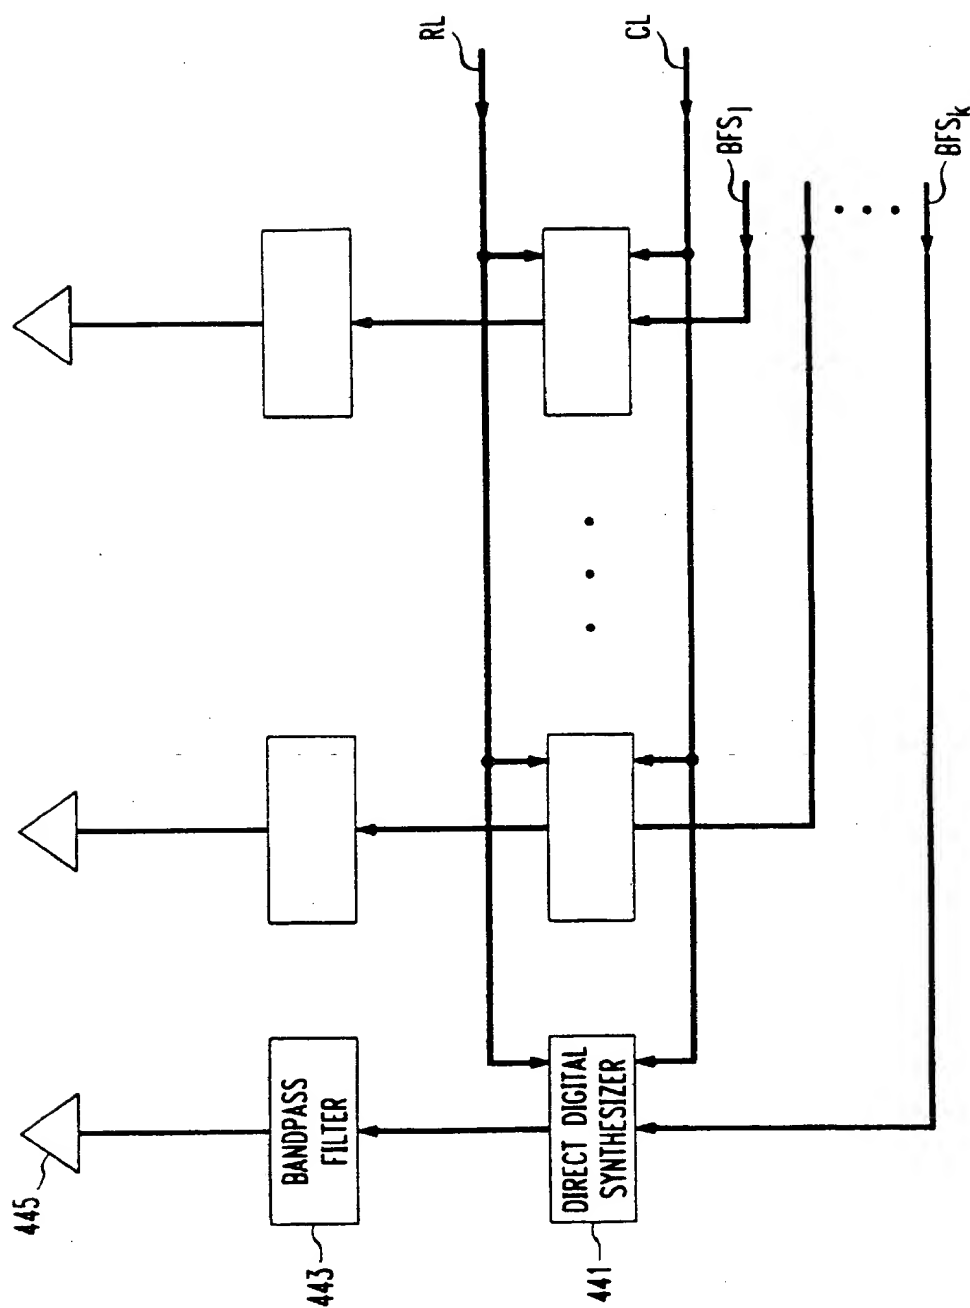 445
443
BANDPASS
FILTER
441
DIRECT DIGITAL
SYNTHESIZER
RL
CL
BFS1
BFSk